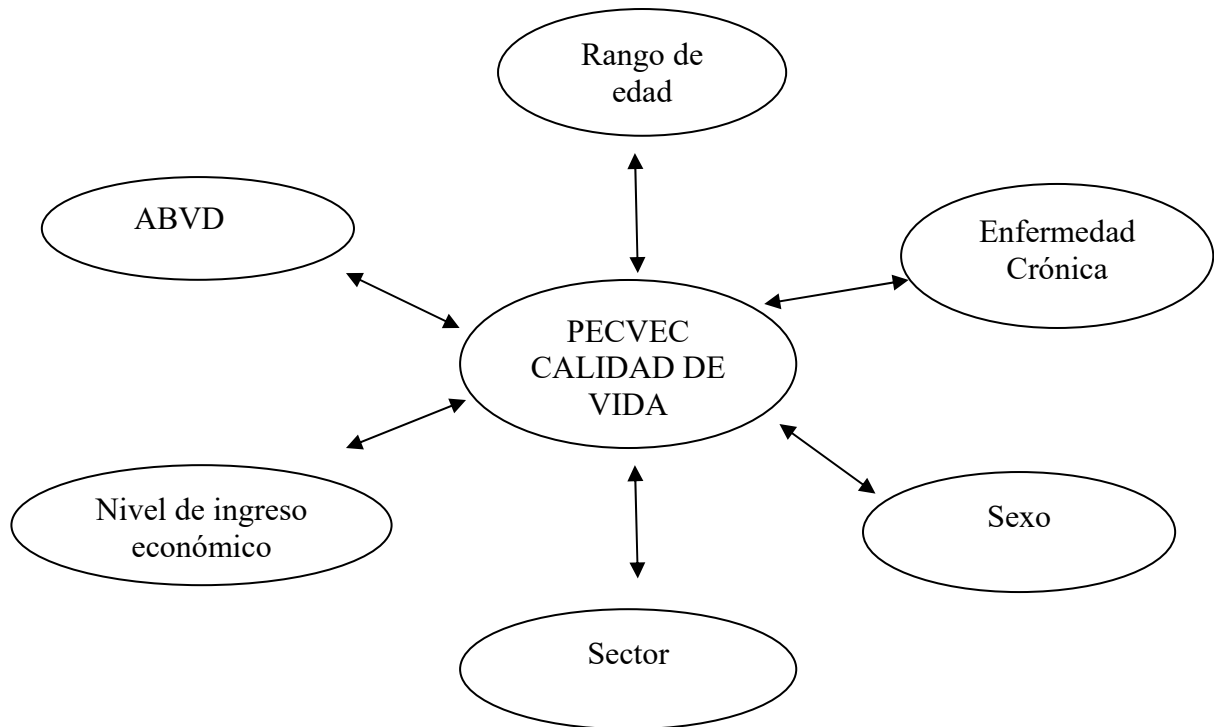 Rango de
edad
ABVD
Enfermedad
Crónica
PECVEC
CALIDAD DE
VIDA
Nivel de ingreso
económico
Sexo
Sector